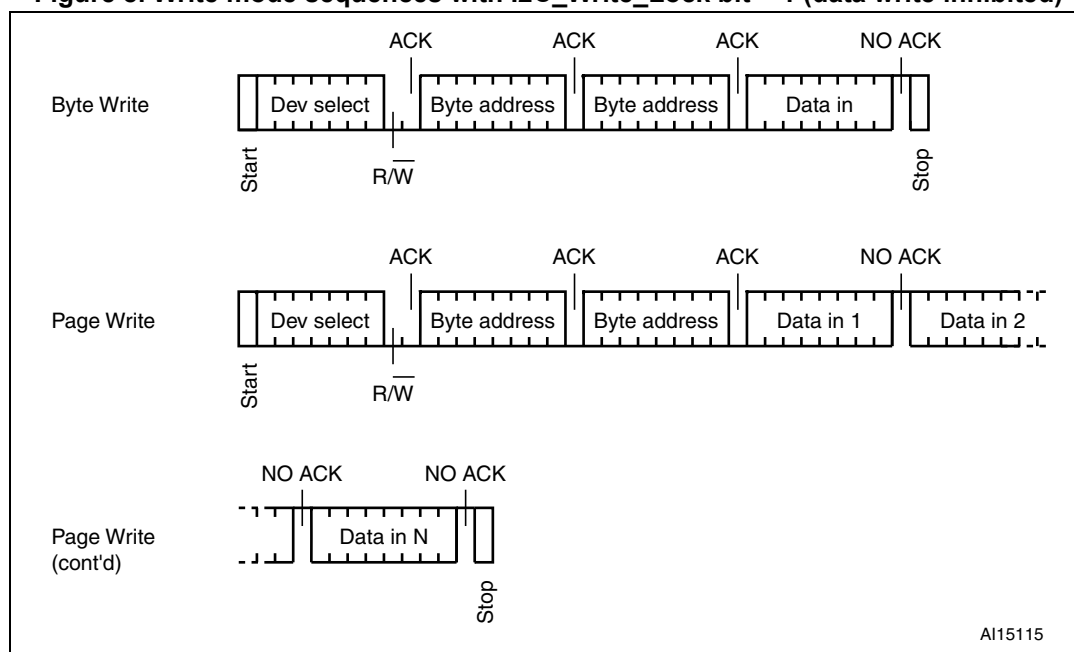 Figure Write mode sequences with I2C_Write_Lock bit = 1 (data write inhibited)
ACK ACK ACK NO ACK
Byte Write Dev select Byte address Byte address Data in
Start R/W̅ Stop
ACK ACK ACK NO ACK
Page Write Dev select Byte address Byte address Data in 1 Data in 2
Start R/W̅
NO ACK NO ACK
Page Write Data in N
(cont'd)
Stop
AI15115